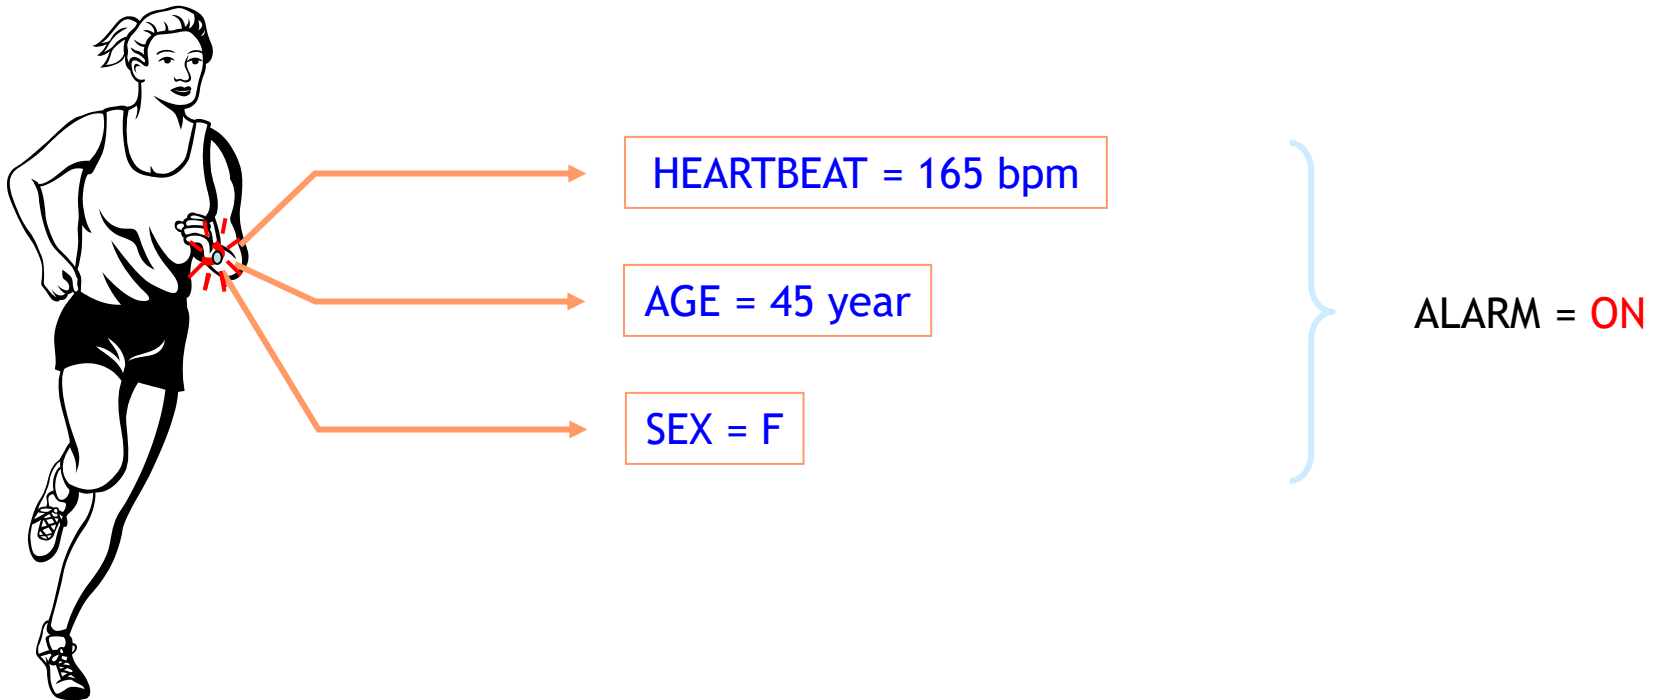 HEARTBEAT = 165 bpm
AGE = 45 year
SEX = F
ALARM = ON